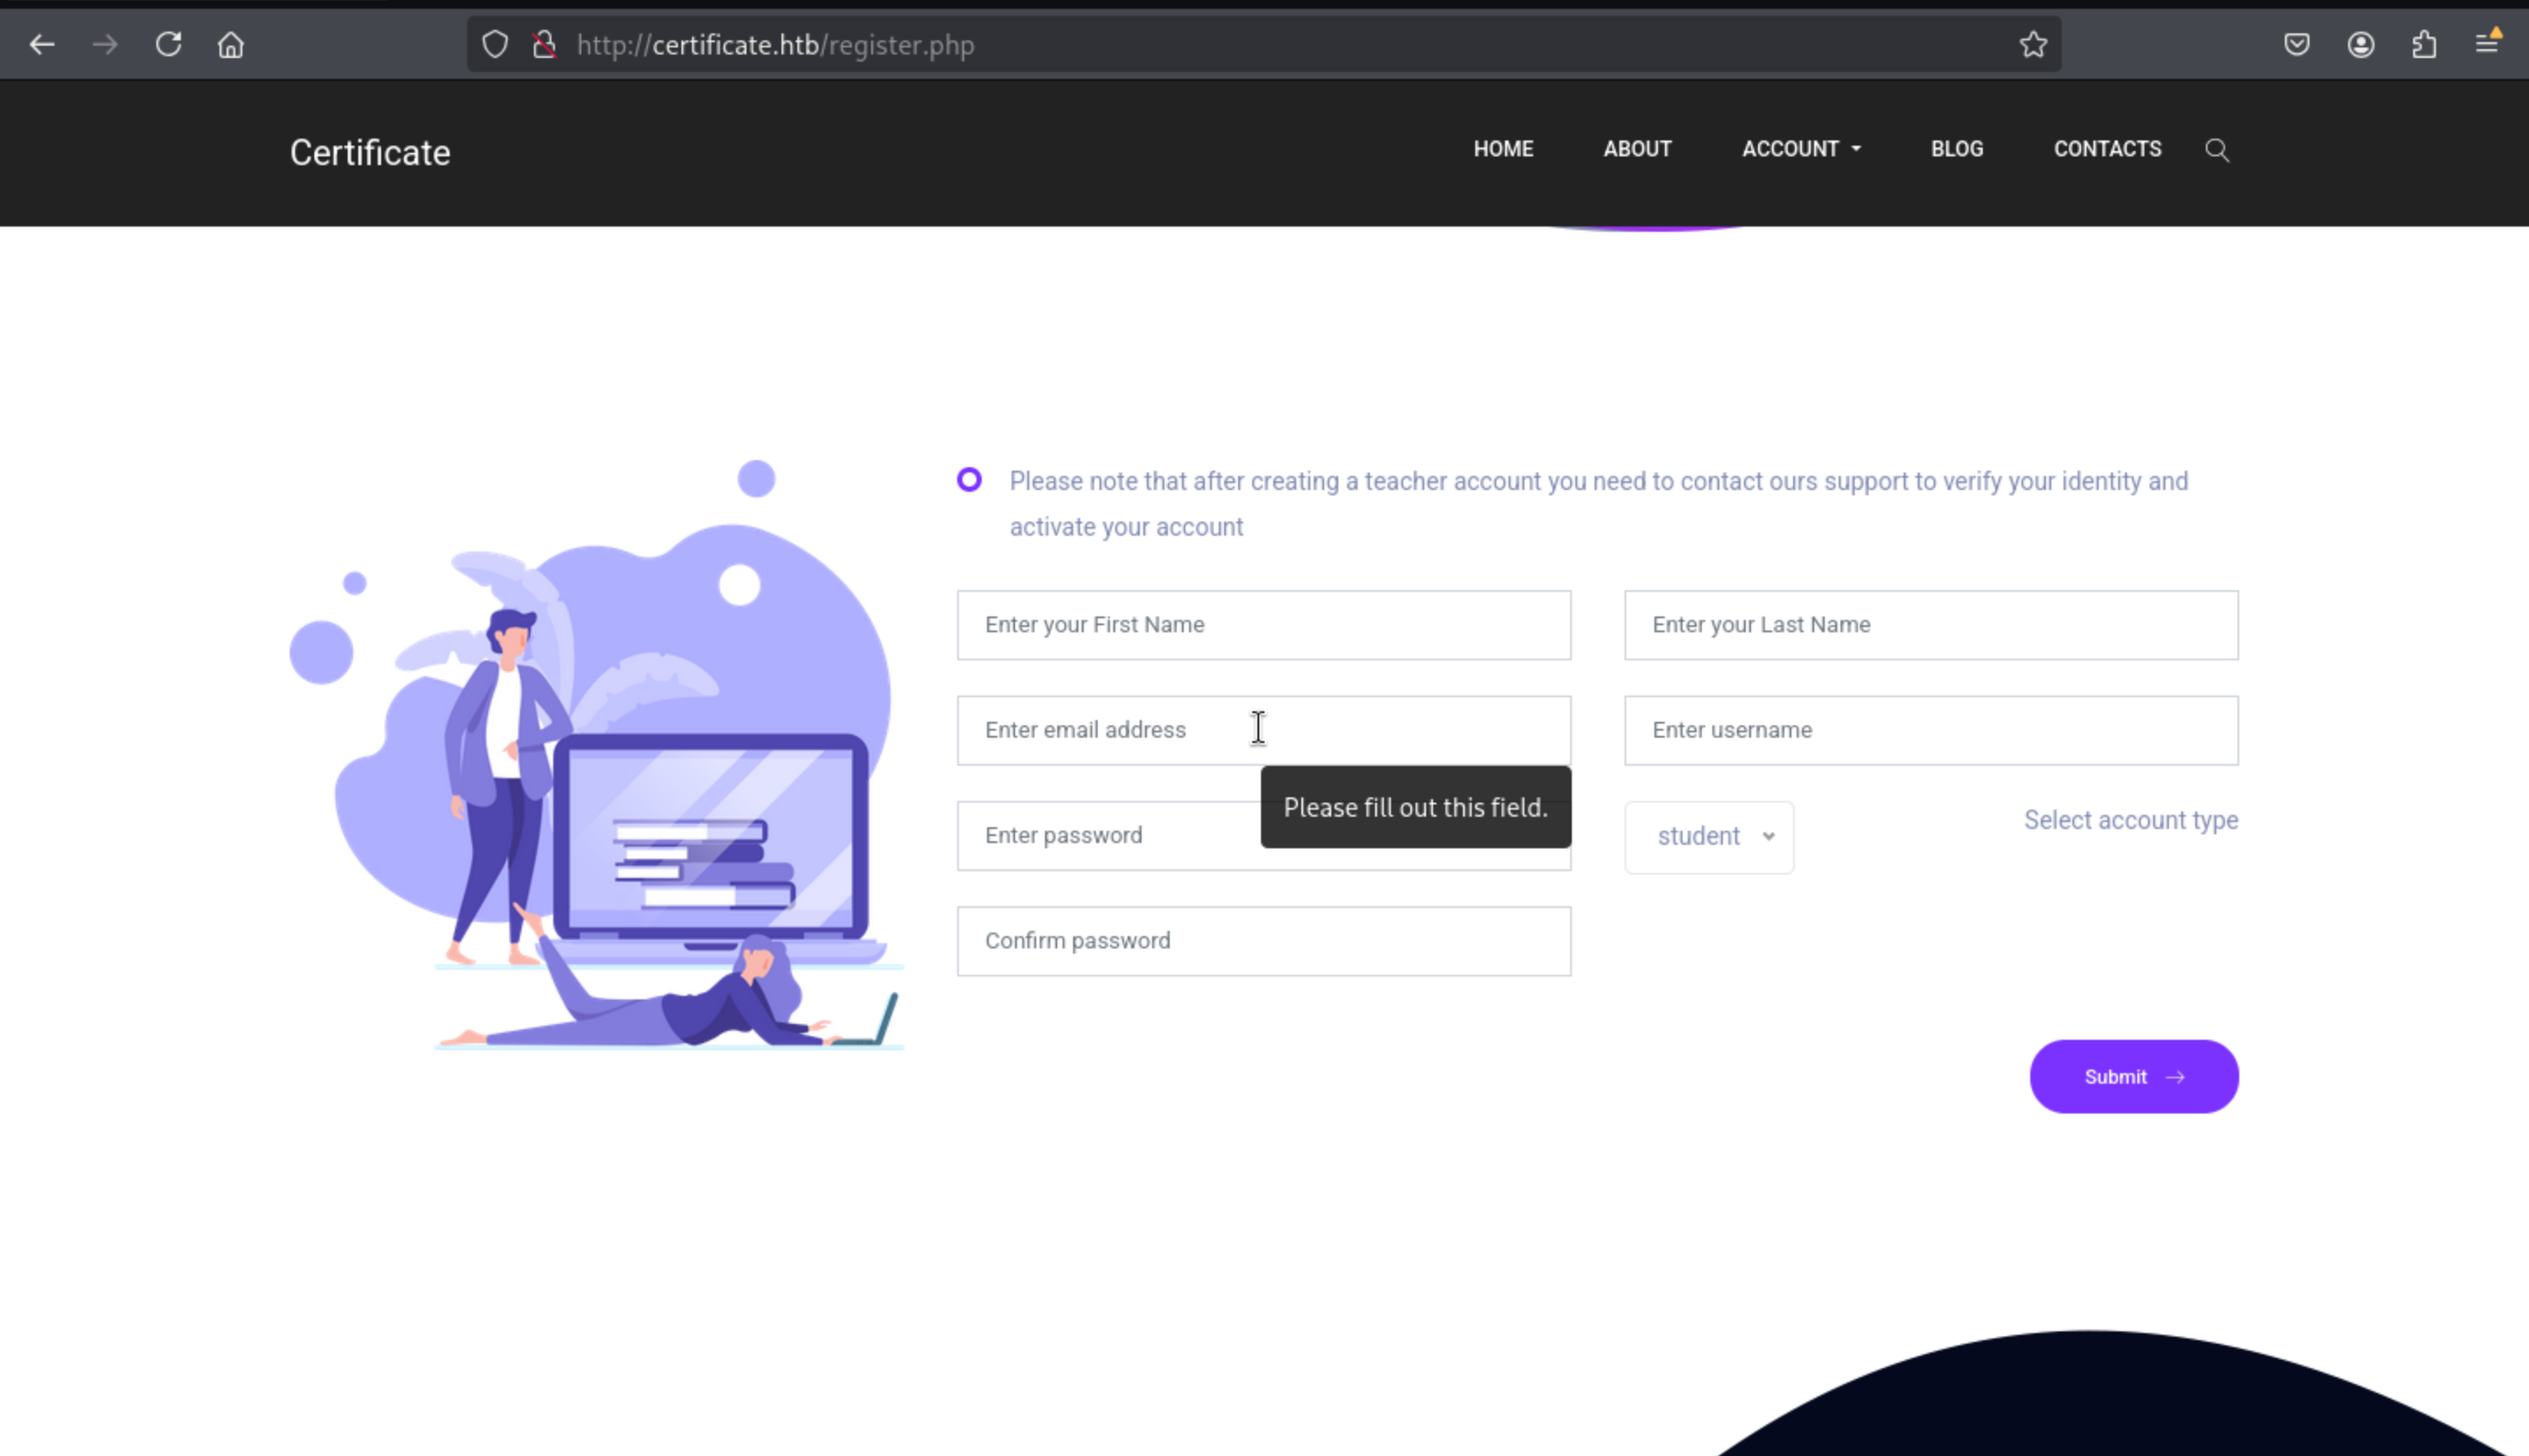 http://certificate.htb/register.php
Certificate
HOME
ABOUT
ACCOUNT
BLOG
CONTACTS
Please note that after creating a teacher account you need to contact ours support to verify your identity and
activate your account
Enter your First Name
Enter your Last Name
Enter email address
Enter username
Please fill out this field.
Enter password
student
Select account type
Confirm password
Submit